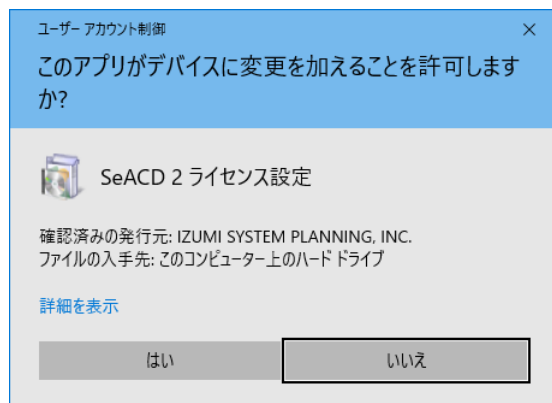 ユーザー アカウント制御
このアプリがデバイスに変更を加えることを許可します
か?
SeACD 2 ライセンス設定
確認済みの発行元: IZUMI SYSTEM PLANNING, INC.
ファイルの入手先: このコンピューター上のハード ドライブ
詳細を表示
はい
いいえ